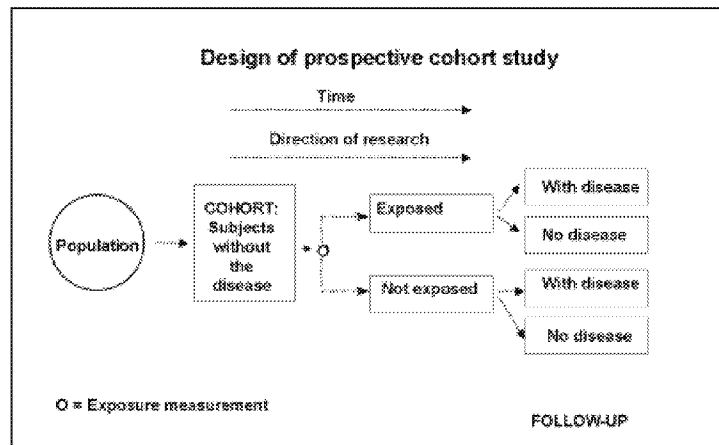 Design of prospective cohort study
Time
Direction of research
Population
COHORT:
Subjects
without
the
disease
Exposed
Not exposed
With disease
No disease
With disease
No disease
O = Exposure measurement
FOLLOW-UP